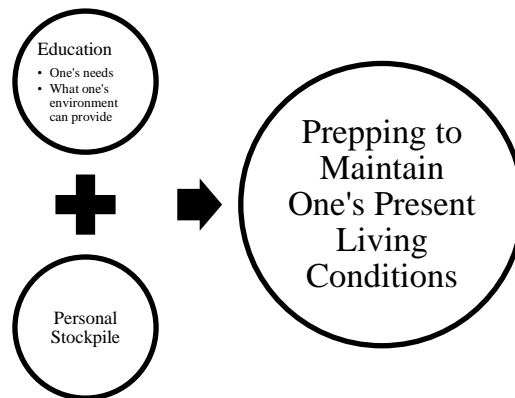 Education
• One's needs
• What one's
environment
can provide
Personal
Stockpile
Prepping to
Maintain
One's Present
Living
Conditions